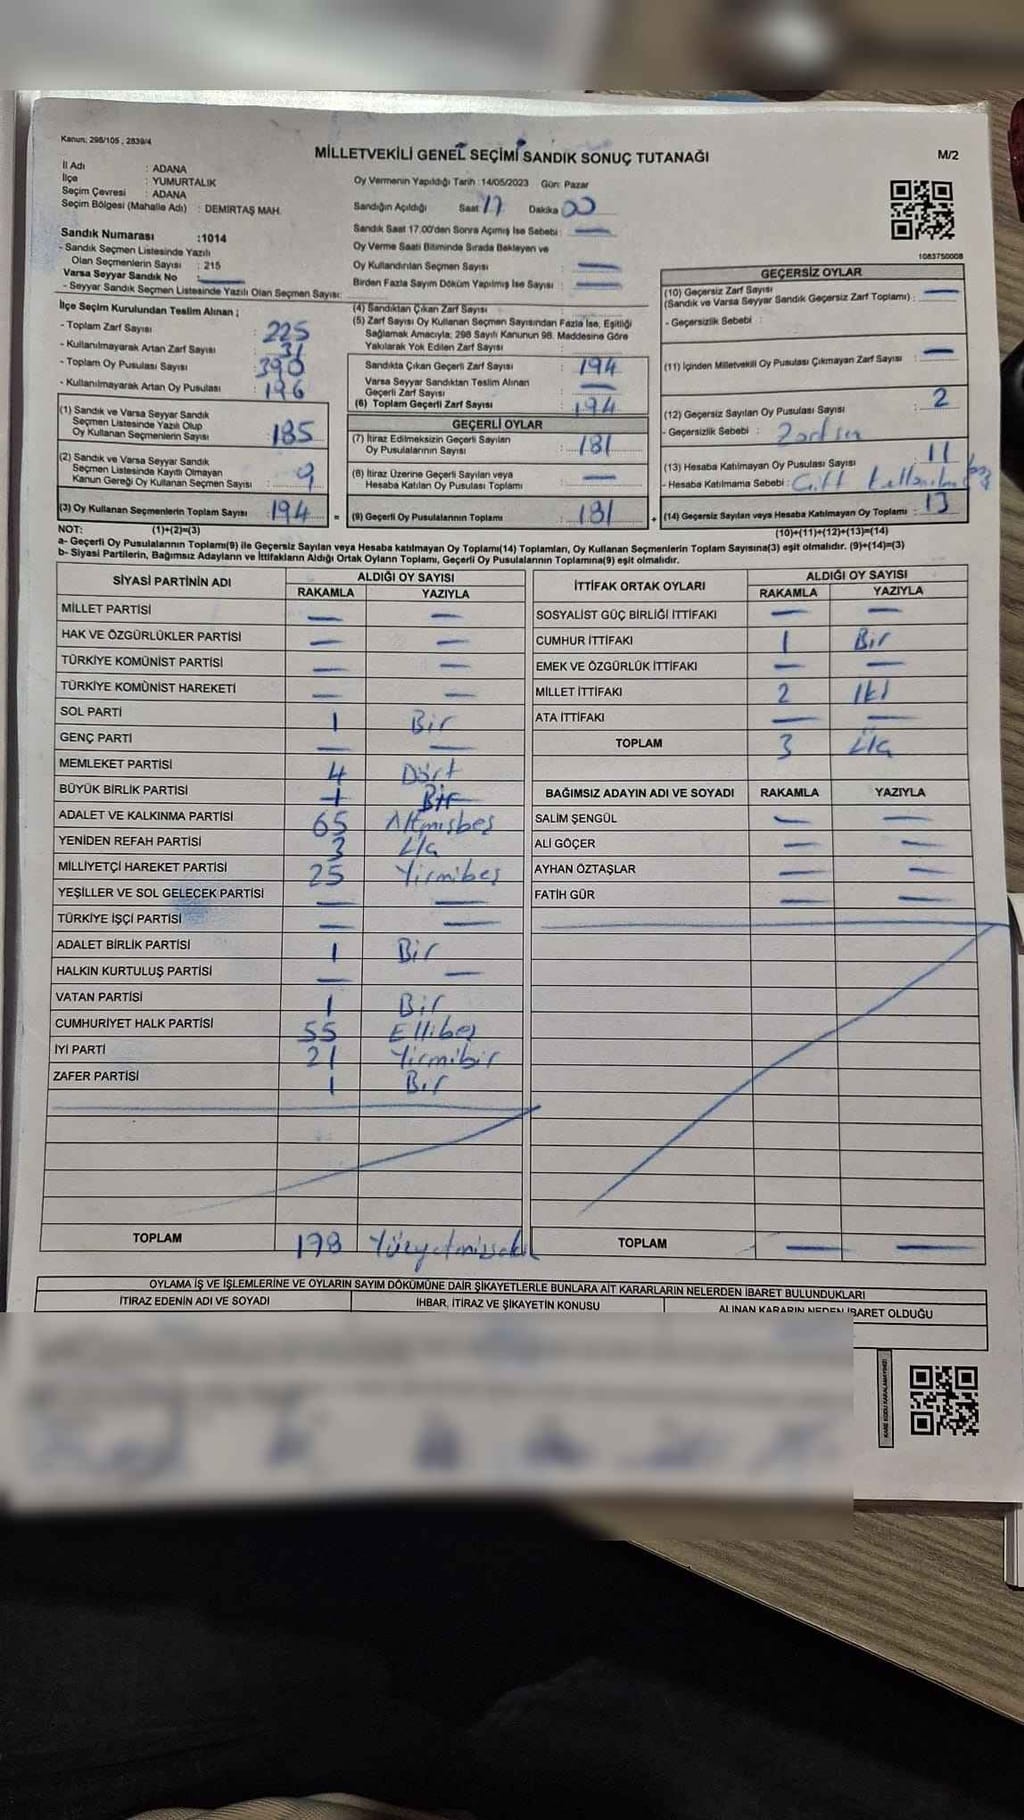 Kanun: 298/105 , 2839/4
MİLLETVEKİLİ GENEL SEÇİMİ SANDIK SONUÇ TUTANAĞI
M/2
İl Adı : ADANA
İlçe : YUMURTALIK
Seçim Çevresi : ADANA
Seçim Bölgesi (Mahalle Adı) : DEMİRTAŞ MAH.
Oy Vermenin Yapıldığı Tarih : 14/05/2023 Gün: Pazar
Sandığın Açıldığı Saat 17 Dakika 00
Sandık Saat 17.00'den Sonra Açılmış İse Sebebi : —
Oy Verme Saati Bitiminde Sırada Bekleyen ve
Oy Kullandırılan Seçmen Sayısı : —
Birden Fazla Sayım Döküm Yapılmış İse Sayısı : —
1083750008
Sandık Numarası :1014
- Sandık Seçmen Listesinde Yazılı
Olan Seçmenlerin Sayısı : 215
Varsa Seyyar Sandık No : —
- Seyyar Sandık Seçmen Listesinde Yazılı Olan Seçmen Sayısı:
İlçe Seçim Kurulundan Teslim Alınan ;
- Toplam Zarf Sayısı : 225
- Kullanılmayarak Artan Zarf Sayısı : 31
- Toplam Oy Pusulası Sayısı : 390
- Kullanılmayarak Artan Oy Pusulası : 196
(1) Sandık ve Varsa Seyyar Sandık
Seçmen Listesinde Yazılı Olup
Oy Kullanan Seçmenlerin Sayısı : 185
(2) Sandık ve Varsa Seyyar Sandık
Seçmen Listesinde Kayıtlı Olmayan
Kanun Gereği Oy Kullanan Seçmen Sayısı : 9
(3) Oy Kullanan Seçmenlerin Toplam Sayısı : 194 =
(4) Sandıktan Çıkan Zarf Sayısı :
(5) Zarf Sayısı Oy Kullanan Seçmen Sayısından Fazla İse, Eşitliği
Sağlamak Amacıyla; 298 Sayılı Kanunun 98. Maddesine Göre
Yakılarak Yok Edilen Zarf Sayısı :
Sandıkta Çıkan Geçerli Zarf Sayısı : 194
Varsa Seyyar Sandıktan Teslim Alınan
Geçerli Zarf Sayısı : —
(6) Toplam Geçerli Zarf Sayısı : 194
GEÇERLİ OYLAR
(7) İtiraz Edilmeksizin Geçerli Sayılan
Oy Pusulalarının Sayısı : 181
(8) İtiraz Üzerine Geçerli Sayılan veya
Hesaba Katılan Oy Pusulası Toplamı : —
(9) Geçerli Oy Pusulalarının Toplamı : 181 +
GEÇERSİZ OYLAR
(10) Geçersiz Zarf Sayısı
(Sandık ve Varsa Seyyar Sandık Geçersiz Zarf Toplamı) : —
- Geçersizlik Sebebi :
(11) İçinden Milletvekili Oy Pusulası Çıkmayan Zarf Sayısı : —
(12) Geçersiz Sayılan Oy Pusulası Sayısı : 2
- Geçersizlik Sebebi :
(13) Hesaba Katılmayan Oy Pusulası Sayısı : 11
- Hesaba Katılmama Sebebi :
(14) Geçersiz Sayılan veya Hesaba Katılmayan Oy Toplamı : 13
NOT: (1)+(2)=(3) (10)+(11)+(12)+(13)=(14)
a- Geçerli Oy Pusulalarının Toplamı(9) ile Geçersiz Sayılan veya Hesaba katılmayan Oy Toplamı(14) Toplamları, Oy Kullanan Seçmenlerin Toplam Sayısına(3) eşit olmalıdır. (9)+(14)=(3)
b- Siyasi Partilerin, Bağımsız Adayların ve İttifakların Aldığı Ortak Oyların Toplamı, Geçerli Oy Pusulalarının Toplamına(9) eşit olmalıdır.
SİYASİ PARTİNİN ADI ALDIĞI OY SAYISI
RAKAMLA YAZIYLA
MİLLET PARTİSİ — —
HAK VE ÖZGÜRLÜKLER PARTİSİ — —
TÜRKİYE KOMÜNİST PARTİSİ — —
TÜRKİYE KOMÜNİST HAREKETİ — —
SOL PARTİ 1 Bir
GENÇ PARTİ — —
MEMLEKET PARTİSİ 4 Dört
BÜYÜK BİRLİK PARTİSİ 1 Bir
ADALET VE KALKINMA PARTİSİ 65 Altmışbeş
YENİDEN REFAH PARTİSİ 3 Üç
MİLLİYETÇİ HAREKET PARTİSİ 25 Yirmibeş
YEŞİLLER VE SOL GELECEK PARTİSİ — —
TÜRKİYE İŞÇİ PARTİSİ — —
ADALET BİRLİK PARTİSİ 1 Bir
HALKIN KURTULUŞ PARTİSİ — —
VATAN PARTİSİ 1 Bir
CUMHURİYET HALK PARTİSİ 55 Ellibeş
İYİ PARTİ 21 Yirmibir
ZAFER PARTİSİ 1 Bir
TOPLAM 178 Yüzyetmişsekiz
İTTİFAK ORTAK OYLARI ALDIĞI OY SAYISI
RAKAMLA YAZIYLA
SOSYALİST GÜÇ BİRLİĞİ İTTİFAKI — —
CUMHUR İTTİFAKI 1 Bir
EMEK VE ÖZGÜRLÜK İTTİFAKI — —
MİLLET İTTİFAKI 2 İki
ATA İTTİFAKI — —
TOPLAM 3 Üç
BAĞIMSIZ ADAYIN ADI VE SOYADI RAKAMLA YAZIYLA
SALİM ŞENGÜL — —
ALİ GÖÇER — —
AYHAN ÖZTAŞLAR — —
FATİH GÜR — —
TOPLAM — —
OYLAMA İŞ VE İŞLEMLERİNE VE OYLARIN SAYIM DÖKÜMÜNE DAİR ŞİKAYETLERLE BUNLARA AİT KARARLARIN NELERDEN İBARET BULUNDUKLARI
İTİRAZ EDENİN ADI VE SOYADI İHBAR, İTİRAZ VE ŞİKAYETİN KONUSU ALINAN KARARIN NEDEN İBARET OLDUĞU